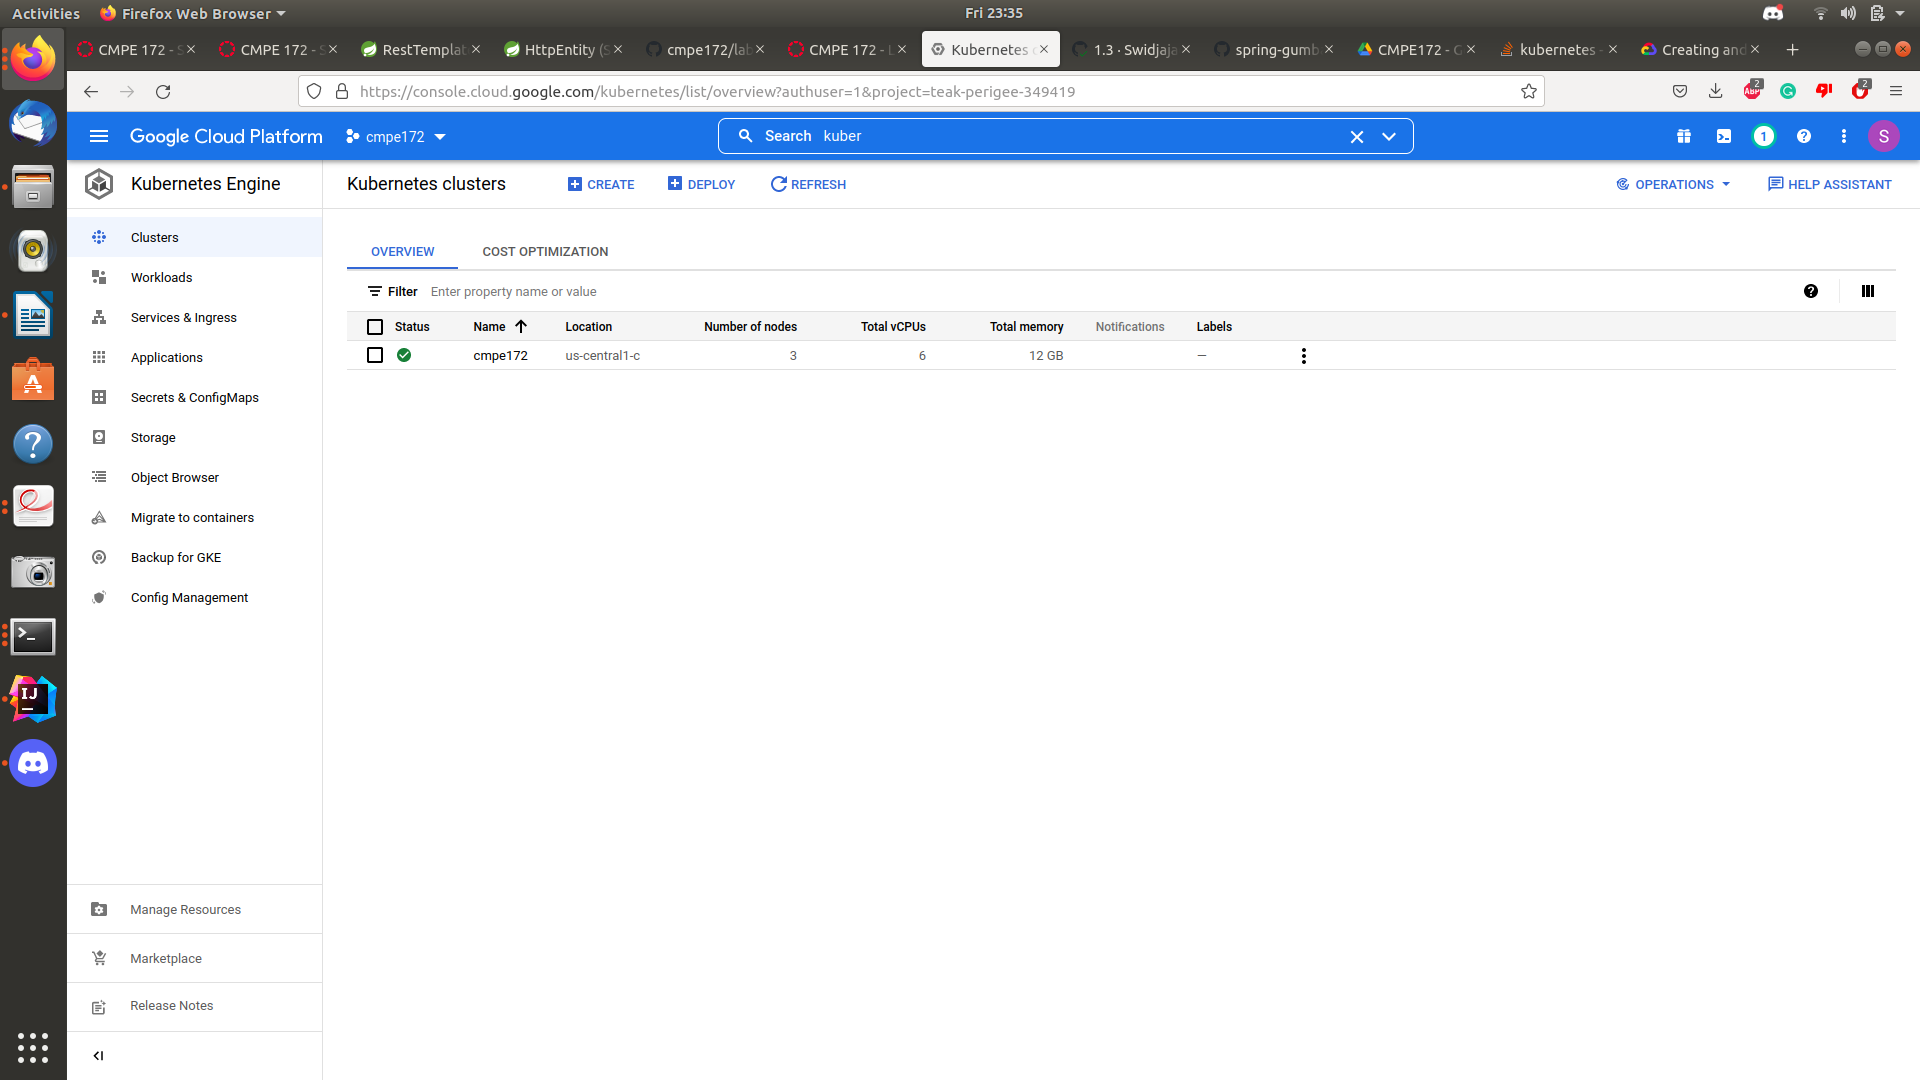 Activities Firefox Web Browser Fri 23:35
CMPE 172 - S CMPE 172 - S RestTemplat HttpEntity (S cmpe172/lab CMPE 172 - L Kubernetes c 1.3 · Swidjaja spring-gumb CMPE172 - G kubernetes - Creating and
https://console.cloud.google.com/kubernetes/list/overview?authuser=1&project=teak-perigee-349419 ABP 2 2
Google Cloud Platform cmpe172 Search kuber 1 S
Kubernetes Engine Kubernetes clusters CREATE DEPLOY REFRESH OPERATIONS HELP ASSISTANT
Clusters
Workloads
Services & Ingress
Applications
Secrets & ConfigMaps
Storage
Object Browser
Migrate to containers
Backup for GKE
Config Management
Manage Resources
Marketplace
Release Notes
OVERVIEW COST OPTIMIZATION
Filter Enter property name or value
Status Name Location Number of nodes Total vCPUs Total memory Notifications Labels
cmpe172 us-central1-c 3 6 12 GB —
IJ